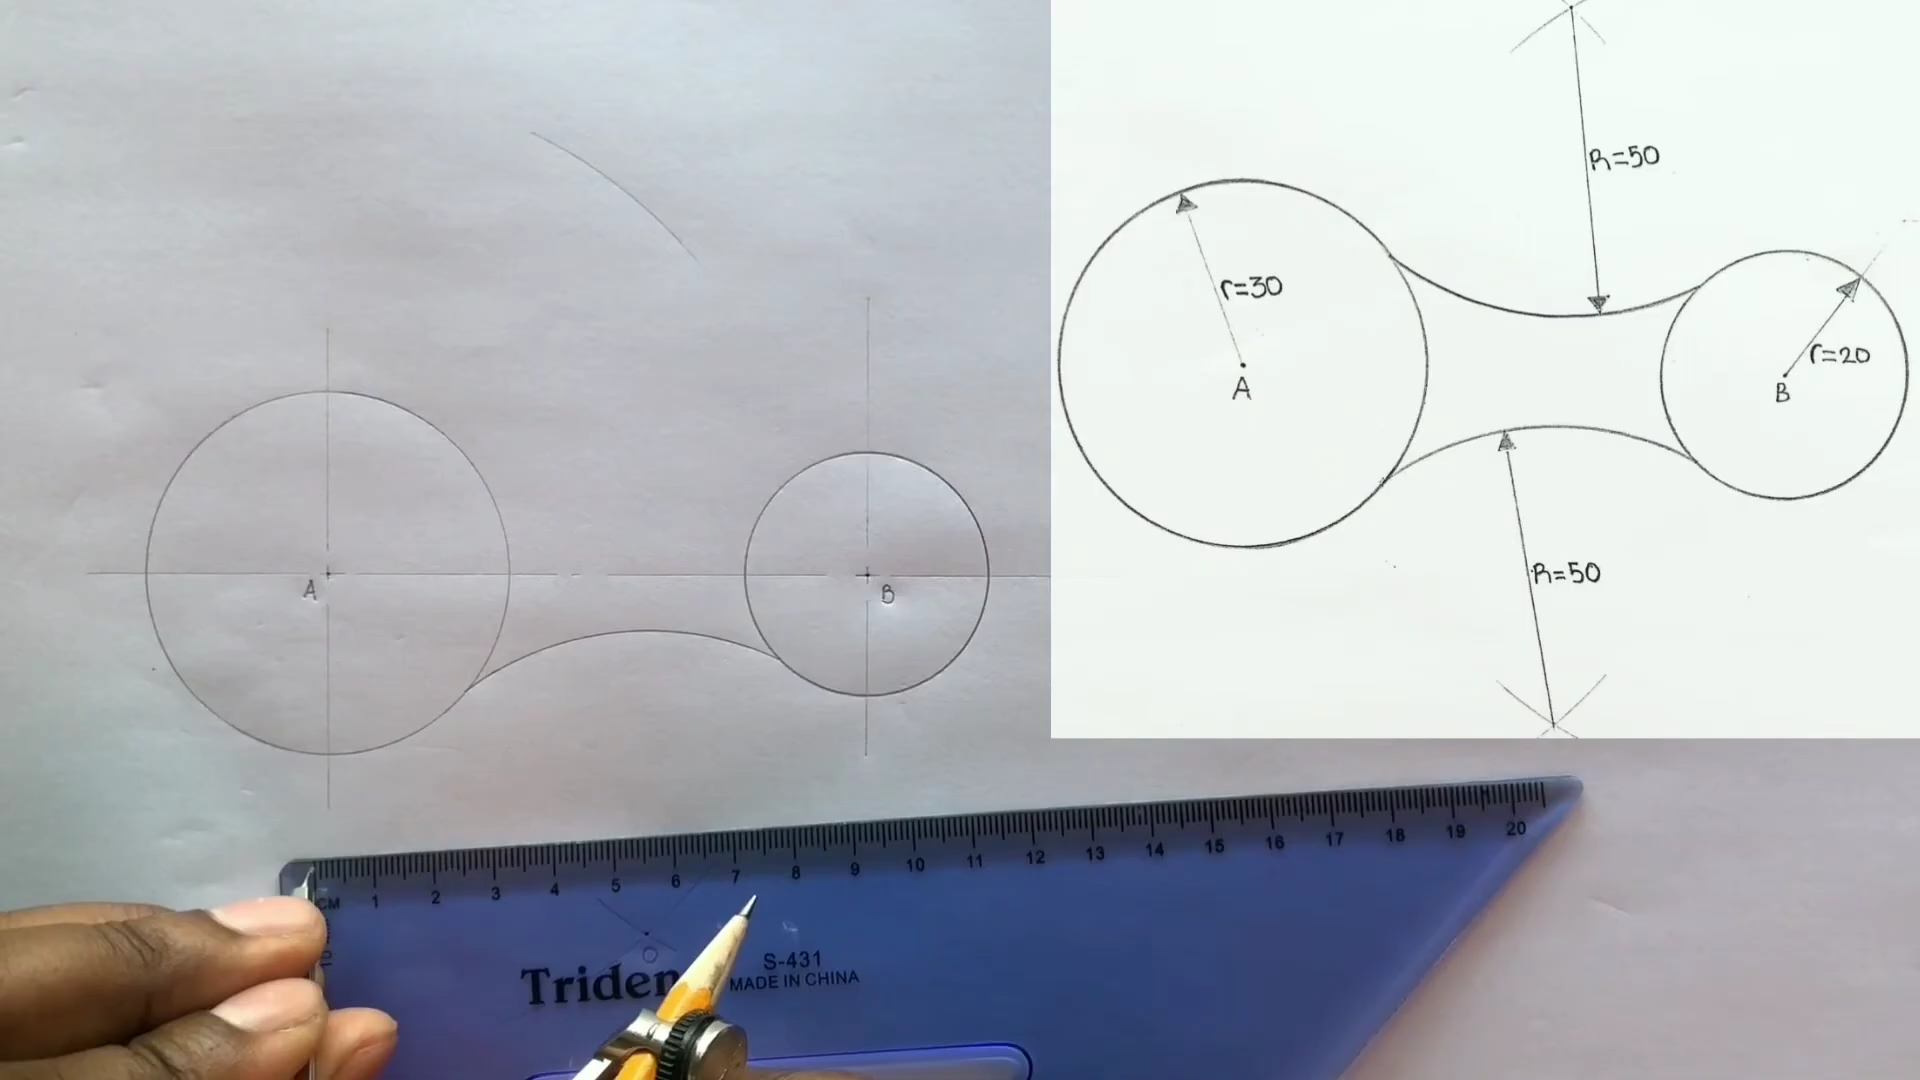 A
B
R=50
r=30
A
r=20
B
R=50
CM 1 2 3 4 5 6 7 8 9 10 11 12 13 14 15 16 17 18 19 20
O
Triden
S-431
MADE IN CHINA